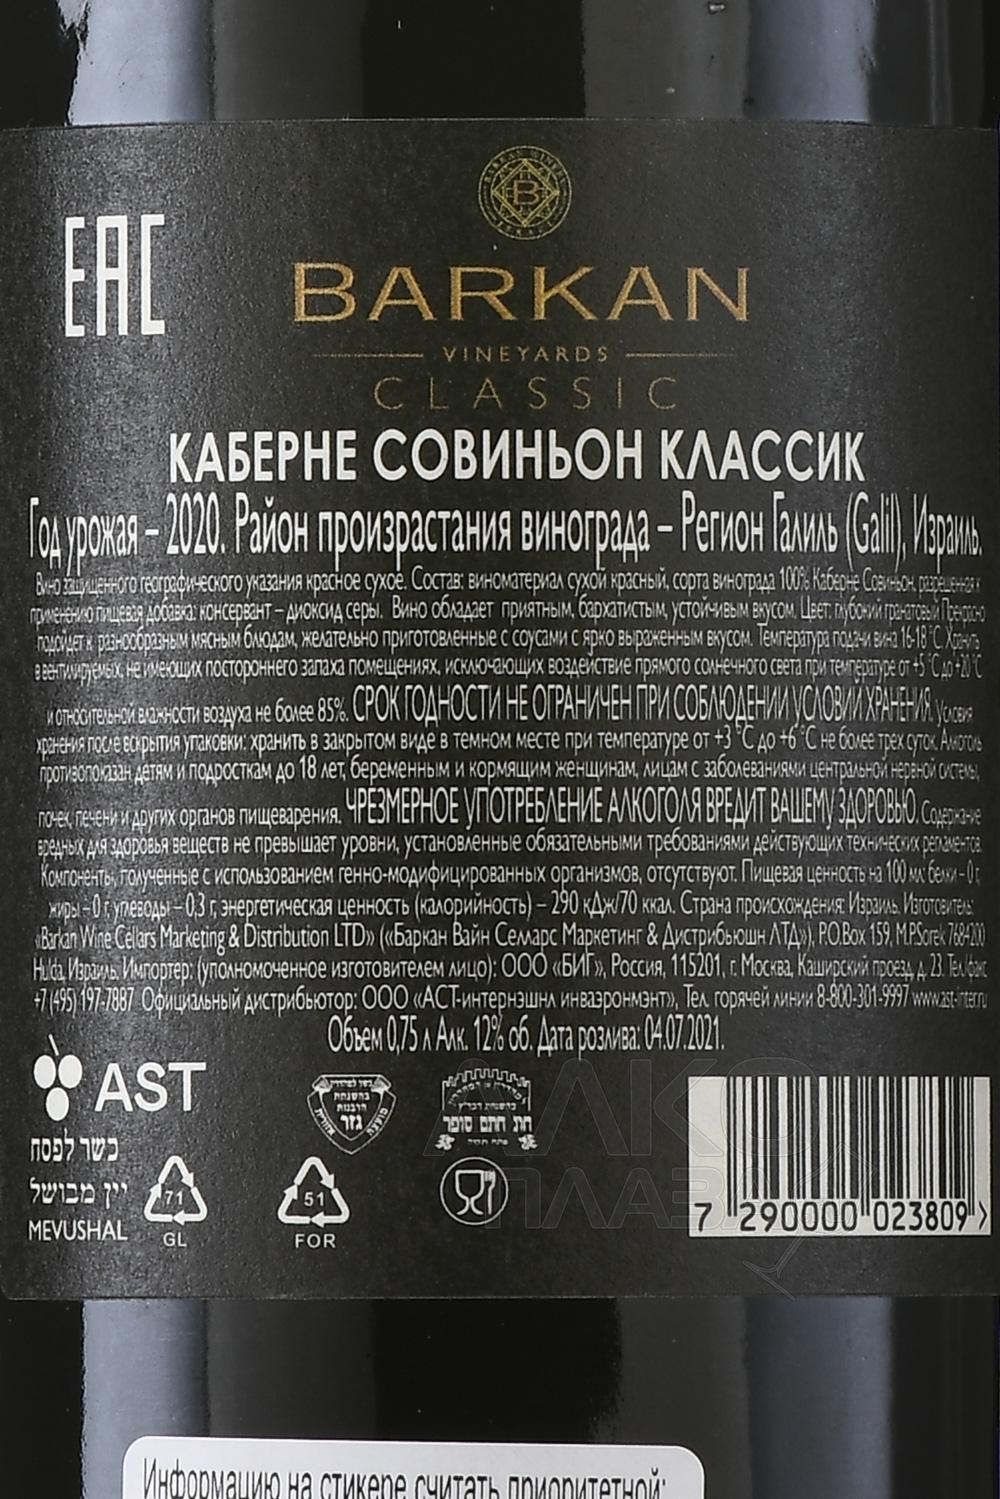 EAC
B
BARKAN
VINEYARDS
CLASSIC
КАБЕРНЕ СОВИНЬОН КЛАССИК
Год урожая – 2020. Район произрастания винограда – Регион Галиль (Galil), Израиль.
Вино защищенного географического указания красное сухое. Состав: виноматериал сухой красный, сорта винограда 100% Каберне Совиньон, разрешенная к
применению пищевая добавка: консервант – диоксид серы. Вино обладает приятным, бархатистым, устойчивым вкусом. Цвет: глубокий гранатовый Прекрасно
подойдет к разнообразным мясным блюдам, желательно приготовленные с соусами с ярко выраженным вкусом. Температура подачи вина 16-18 °C. Хранить
в вентилируемых, не имеющих постороннего запаха помещениях, исключающих воздействие прямого солнечного света при температуре от +5 °C до +20 °C
и относительной влажности воздуха не более 85%. СРОК ГОДНОСТИ НЕ ОГРАНИЧЕН ПРИ СОБЛЮДЕНИИ УСЛОВИЙ ХРАНЕНИЯ. Условия
хранения после вскрытия упаковки: хранить в закрытом виде в темном месте при температуре от +3 °C до +6 °C не более трех суток. Алкоголь
противопоказан детям и подросткам до 18 лет, беременным и кормящим женщинам, лицам с заболеваниями центральной нервной системы,
почек, печени и других органов пищеварения. ЧРЕЗМЕРНОЕ УПОТРЕБЛЕНИЕ АЛКОГОЛЯ ВРЕДИТ ВАШЕМУ ЗДОРОВЬЮ. Содержание
вредных для здоровья веществ не превышает уровни, установленные обязательными требованиями действующих технических регламентов.
Компоненты, полученные с использованием генно-модифицированных организмов, отсутствуют. Пищевая ценность на 100 мл: белки – 0 г,
жиры – 0 г, углеводы – 0,3 г, энергетическая ценность (калорийность) – 290 кДж/70 ккал. Страна происхождения: Израиль. Изготовитель:
«Barkan Wine Cellars Marketing & Distribution LTD» («Баркан Вайн Селларс Маркетинг & Дистрибьюшн ЛТД»), P.O.Box 159, M.P.Sorek 768-4200
Hulda, Израиль. Импортер: (уполномоченное изготовителем лицо): ООО «БИГ», Россия, 115201, г. Москва, Каширский проезд, д. 23. Тел./факс
+7 (495) 197-7887. Официальный дистрибьютор: ООО «АСТ-интернэшнл инваэронмэнт», Тел. горячей линии 8-800-301-9997 www.ast-inter.ru
Объем 0,75 л Алк. 12% об. Дата розлива: 04.07.2021.
AST
כשר לפסח
יין מבושל
MEVUSHAL
71
GL
51
FOR
בהשגחת
הרבנות
גזר
מועצה אזורית
חת חתם סופר
פתח תקוה
АЛКО
ПЛАЗА
7 290000 023809 >
Информацию на стикере считать приоритетной: